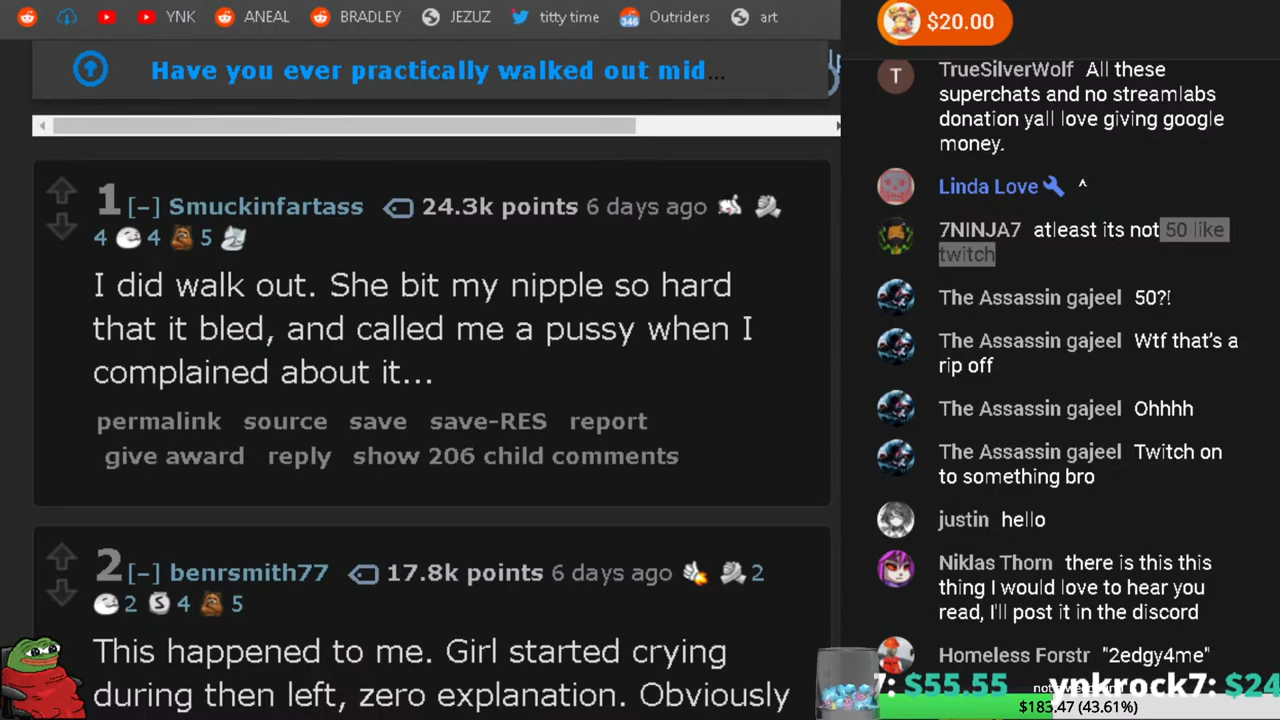 YNK ANEAL BRADLEY JEZUZ titty time 346 Outriders art
Have you ever practically walked out mid...
1 [–] Smuckinfartass 24.3k points 6 days ago
4 4 5
I did walk out. She bit my nipple so hard
that it bled, and called me a pussy when I
complained about it...
permalink source save save-RES report
give award reply show 206 child comments
2 [–] benrsmith77 17.8k points 6 days ago 2
2 S 4 5
This happened to me. Girl started crying
during then left, zero explanation. Obviously
$20.00
T TrueSilverWolf All these
superchats and no streamlabs
donation yall love giving google
money.
Linda Love ^
7NINJA7 atleast its not 50 like
twitch
The Assassin gajeel 50?!
The Assassin gajeel Wtf that's a
rip off
The Assassin gajeel Ohhhh
The Assassin gajeel Twitch on
to something bro
justin hello
Niklas Thorn there is this this
thing I would love to hear you
read, I'll post it in the discord
Homeless Forstr "2edgy4me"
7: $55.55 ynkrock7: $24
$183.47 (43.61%)